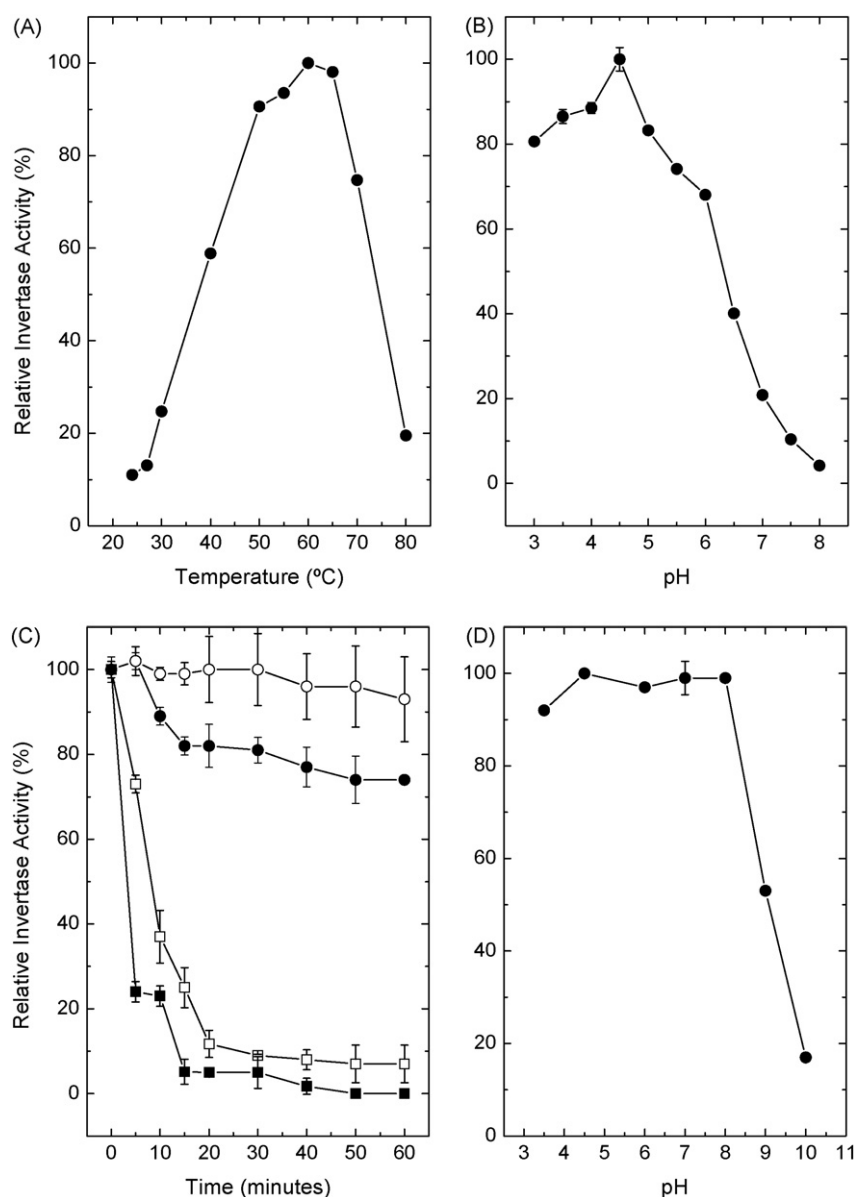 (A)
Relative Invertase Activity (%)
100
80
60
40
20
0
20 30 40 50 60 70 80
Temperature (ºC)
(B)
100
80
60
40
20
0
3 4 5 6 7 8
pH
(C)
Relative Invertase Activity (%)
100
80
60
40
20
0
0 10 20 30 40 50 60
Time (minutes)
(D)
100
80
60
40
20
0
3 4 5 6 7 8 9 10 11
pH